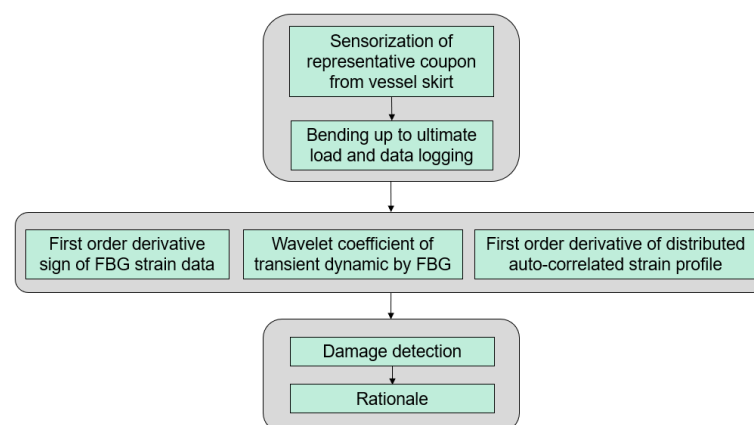 Sensorization of
representative coupon
from vessel skirt
Bending up to ultimate
load and data logging
First order derivative
sign of FBG strain data
Wavelet coefficient of
transient dynamic by FBG
First order derivative of distributed
auto-correlated strain profile
Damage detection
Rationale